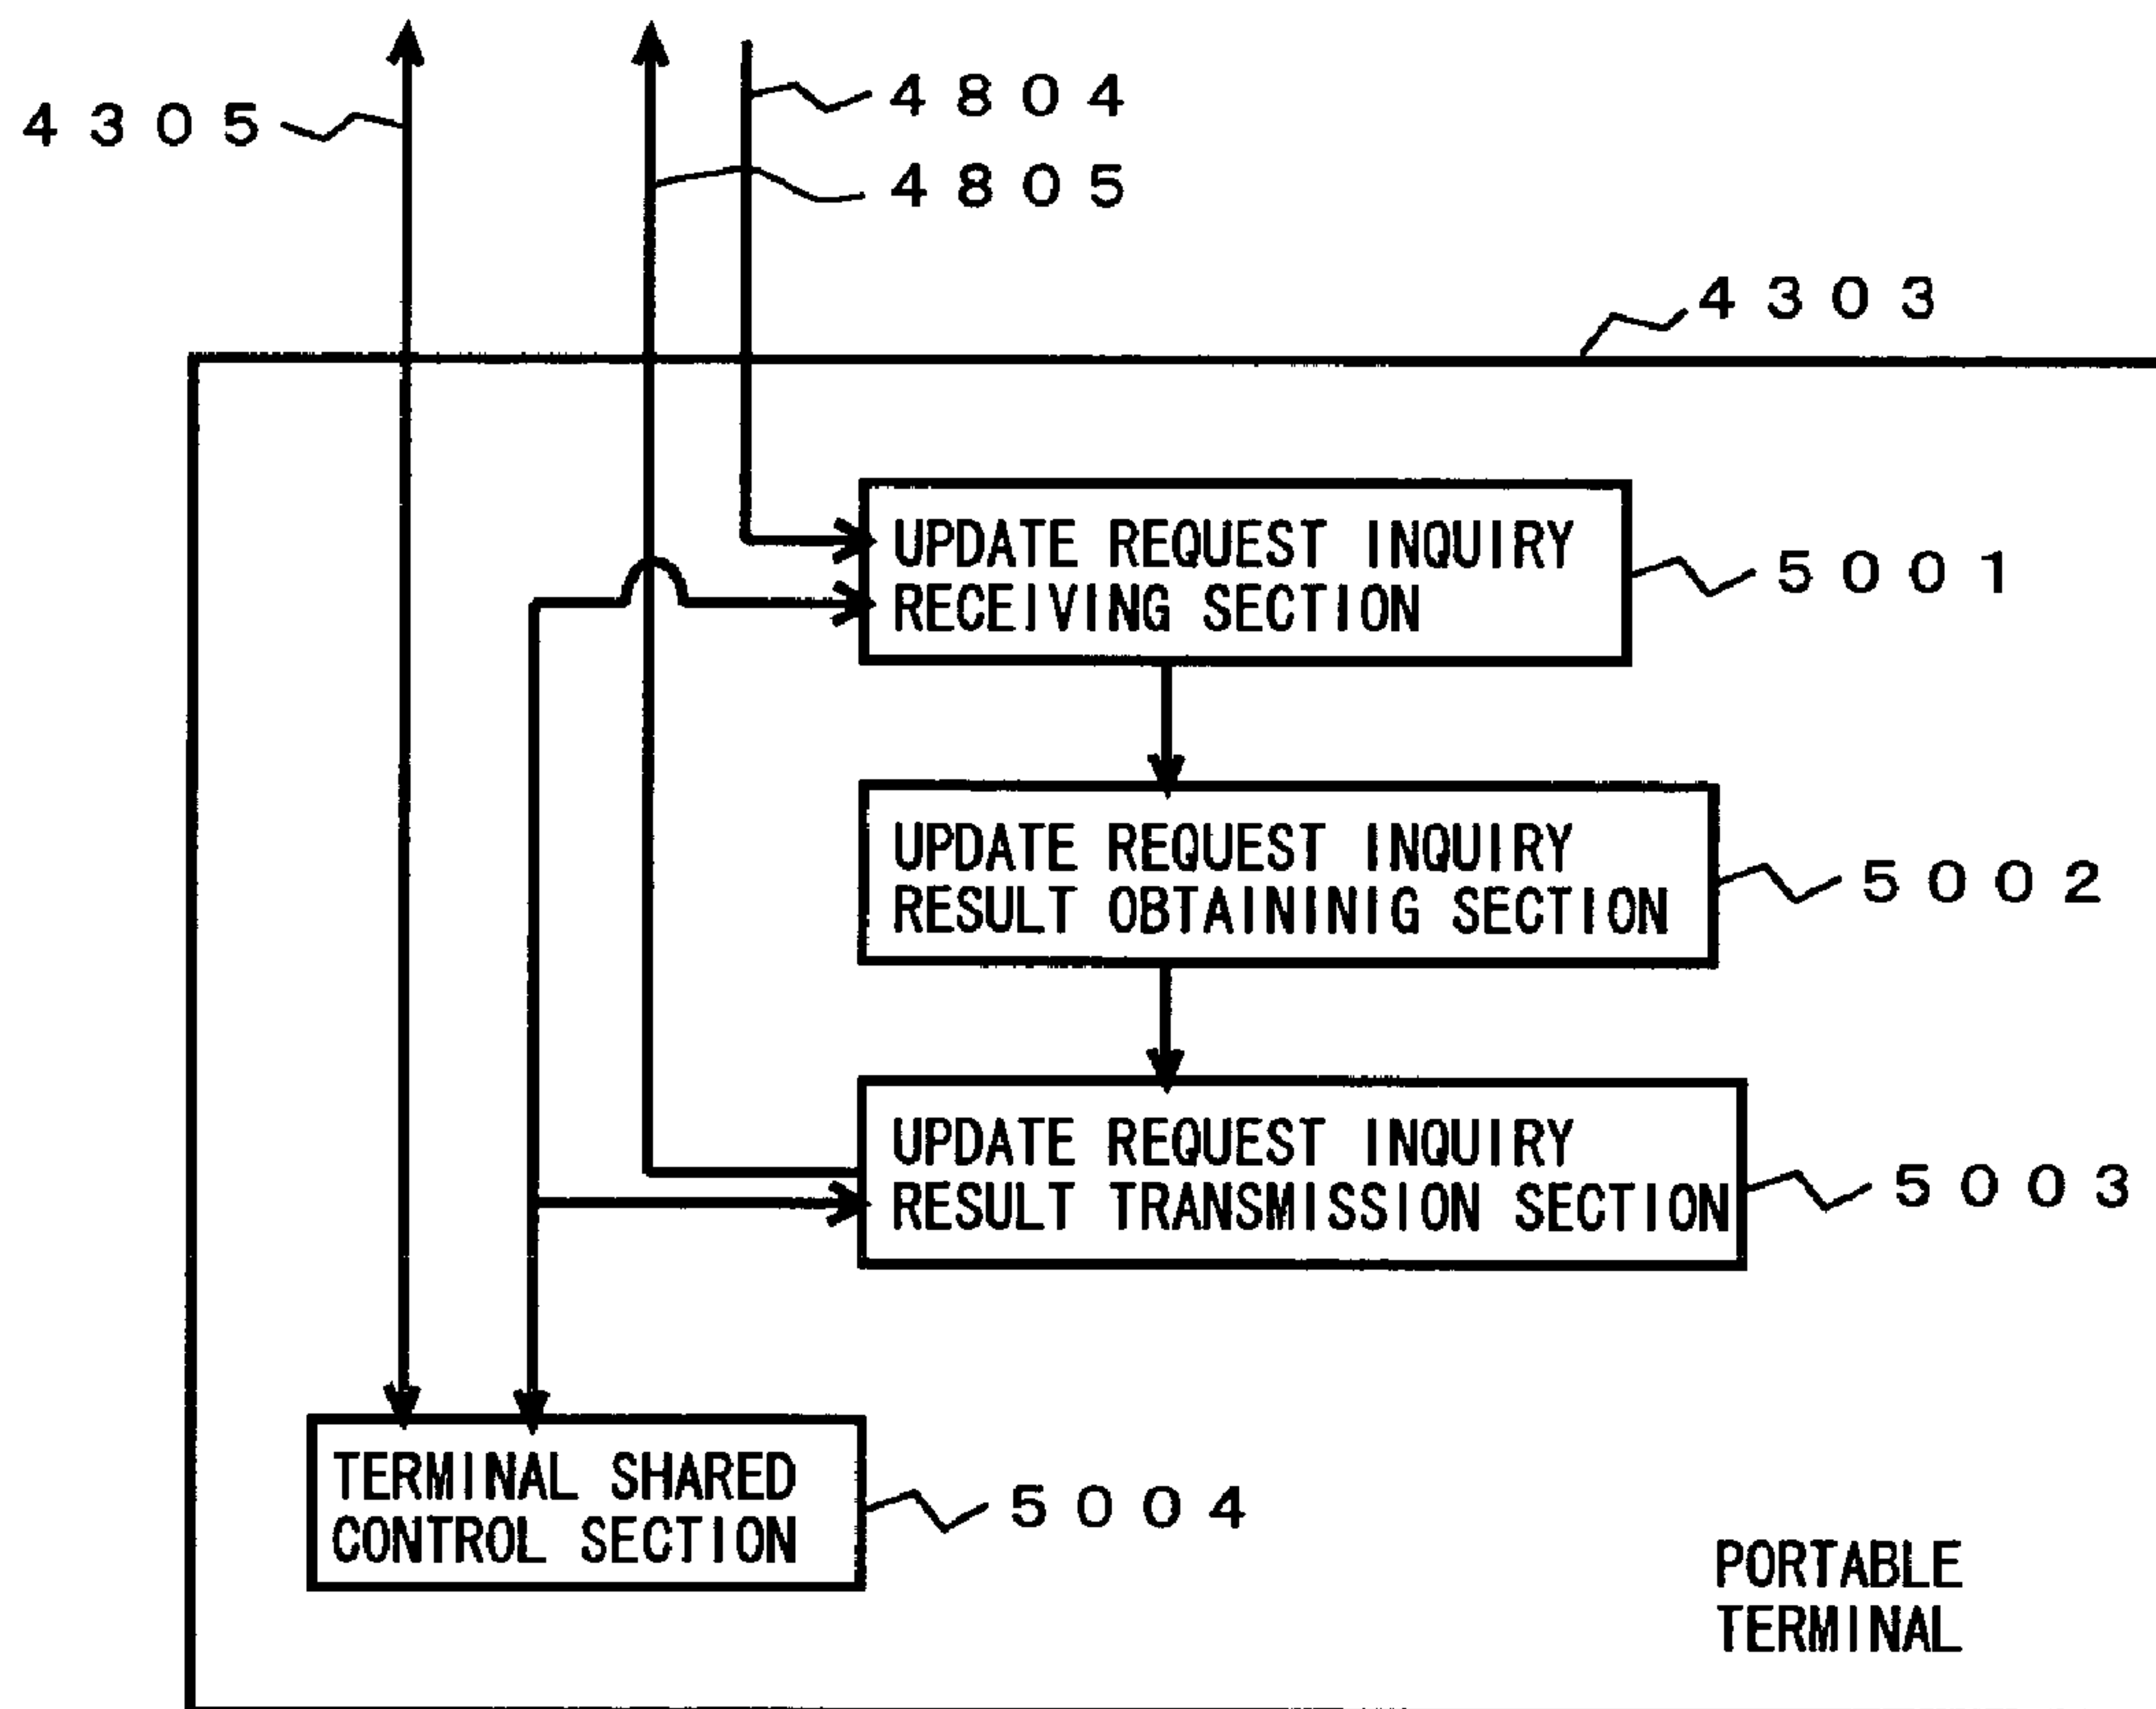 4804
4305
4805
4303
UPDATE REQUEST INQUIRY
RECEIVING SECTION
5001
UPDATE REQUEST INQUIRY
RESULT OBTAININIG SECTION
5002
UPDATE REQUEST INQUIRY
RESULT TRANSMISSION SECTION
5003
TERMINAL SHARED
CONTROL SECTION
5004
PORTABLE
TERMINAL